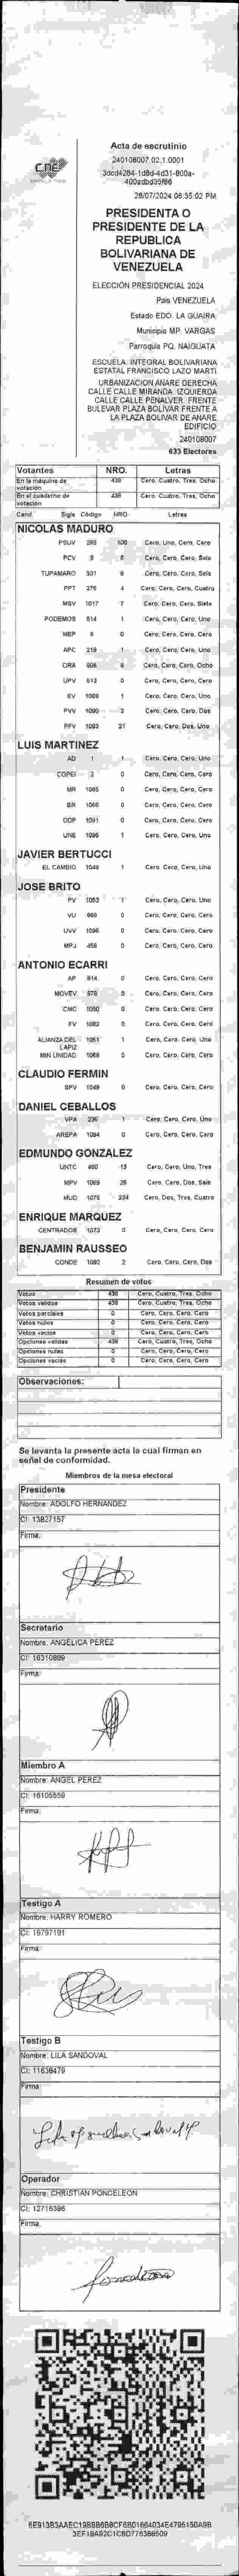 CNE
Acta de escrutinio
240108007.02.1.0001
28/07/2024 06:35:02 PM
PRESIDENTA O
PRESIDENTE DE LA
REPUBLICA
BOLIVARIANA DE
VENEZUELA
ELECCIÓN PRESIDENCIAL 2024
País VENEZUELA
Estado EDO. LA GUAIRA
Municipio MP. VARGAS
Parroquia PQ. NAIGUATA
ESCUELA INTEGRAL BOLIVARIANA
ESTATAL FRANCISCO LAZO MARTI
URBANIZACION ANARE DERECHA
CALLE CALLE MIRANDA. IZQUIERDA
CALLE CALLE PENALVER. FRENTE
BULEVAR PLAZA BOLIVAR FRENTE A
LA PLAZA BOLIVAR DE ANARE
EDIFICIO
240108007
633 Electores
Votantes NRO. Letras
En la máquina de votación 438 Cero, Cuatro, Tres, Ocho
En el cuaderno de votación 438 Cero, Cuatro, Tres, Ocho
Cand. Sigla Código NRO Letras
NICOLAS MADURO
PSUV 100 Cero, Uno, Cero, Cero
PCV 9 6 Cero, Cero, Cero, Seis
TUPAMARO 531 6 Cero, Cero, Cero, Seis
PPT 276 4 Cero, Cero, Cero, Cuatro
MSV 1017 7 Cero, Cero, Cero, Siete
PODEMOS 514 1 Cero, Cero, Cero, Uno
MEP 6 0 Cero, Cero, Cero, Cero
APC 219 1 Cero, Cero, Cero, Uno
ORA 906 8 Cero, Cero, Cero, Ocho
UPV 613 0 Cero, Cero, Cero, Cero
EV 1089 1 Cero, Cero, Cero, Uno
PVV 1090 2 Cero, Cero, Cero, Dos
PFV 1093 21 Cero, Cero, Dos, Uno
LUIS MARTINEZ
AD 1 1 Cero, Cero, Cero, Uno
COPEI 2 0 Cero, Cero, Cero, Cero
MR 1065 0 Cero, Cero, Cero, Cero
BR 1066 0 Cero, Cero, Cero, Cero
DDP 1091 0 Cero, Cero, Cero, Cero
UNE 1095 1 Cero, Cero, Cero, Uno
JAVIER BERTUCCI
EL CAMBIO 1048 1 Cero, Cero, Cero, Uno
JOSE BRITO
PV 1053 1 Cero, Cero, Cero, Uno
VU 968 0 Cero, Cero, Cero, Cero
UVV 1096 0 Cero, Cero, Cero, Cero
MPJ 458 0 Cero, Cero, Cero, Cero
ANTONIO ECARRI
AP 814 0 Cero, Cero, Cero, Cero
MOVEV 878 0 Cero, Cero, Cero, Cero
CMC 1050 0 Cero, Cero, Cero, Cero
FV 1062 0 Cero, Cero, Cero, Cero
ALIANZA DEL LAPIZ 1051 1 Cero, Cero, Cero, Uno
MIN UNIDAD 1068 0 Cero, Cero, Cero, Cero
CLAUDIO FERMIN
SPV 1049 0 Cero, Cero, Cero, Cero
DANIEL CEBALLOS
VPA 236 1 Cero, Cero, Cero, Uno
AREPA 1094 0 Cero, Cero, Cero, Cero
EDMUNDO GONZALEZ
UNTC 460 13 Cero, Cero, Uno, Tres
MPV 1069 26 Cero, Cero, Dos, Seis
MUD 1076 234 Cero, Dos, Tres, Cuatro
ENRIQUE MARQUEZ
CENTRADOS 1073 0 Cero, Cero, Cero, Cero
BENJAMIN RAUSSEO
CONDE 1092 2 Cero, Cero, Cero, Dos
Resumen de votos
Votos 438 Cero, Cuatro, Tres, Ocho
Votos validos 438 Cero, Cuatro, Tres, Ocho
Votos parciales 0 Cero, Cero, Cero, Cero
Votos nulos 0 Cero, Cero, Cero, Cero
Votos vacios 0 Cero, Cero, Cero, Cero
Opciones validas 438 Cero, Cuatro, Tres, Ocho
Opciones nulas 0 Cero, Cero, Cero, Cero
Opciones vacias 0 Cero, Cero, Cero, Cero
Observaciones:
Se levanta la presente acta la cual firman en
señal de conformidad.
Miembros de la mesa electoral
Presidente
Nombre: ADOLFO HERNANDEZ
CI: 13827157
Firma:
Secretario
Nombre: ANGELICA PEREZ
CI: 16310889
Firma:
Miembro A
Nombre: ANGEL PEREZ
CI: 16105559
Firma:
Testigo A
Nombre: HARRY ROMERO
CI: 19797191
Firma:
Testigo B
Nombre: LILA SANDOVAL
CI: 11638479
Firma:
Operador
Nombre: CHRISTIAN PONCELEON
CI: 12716396
Firma: